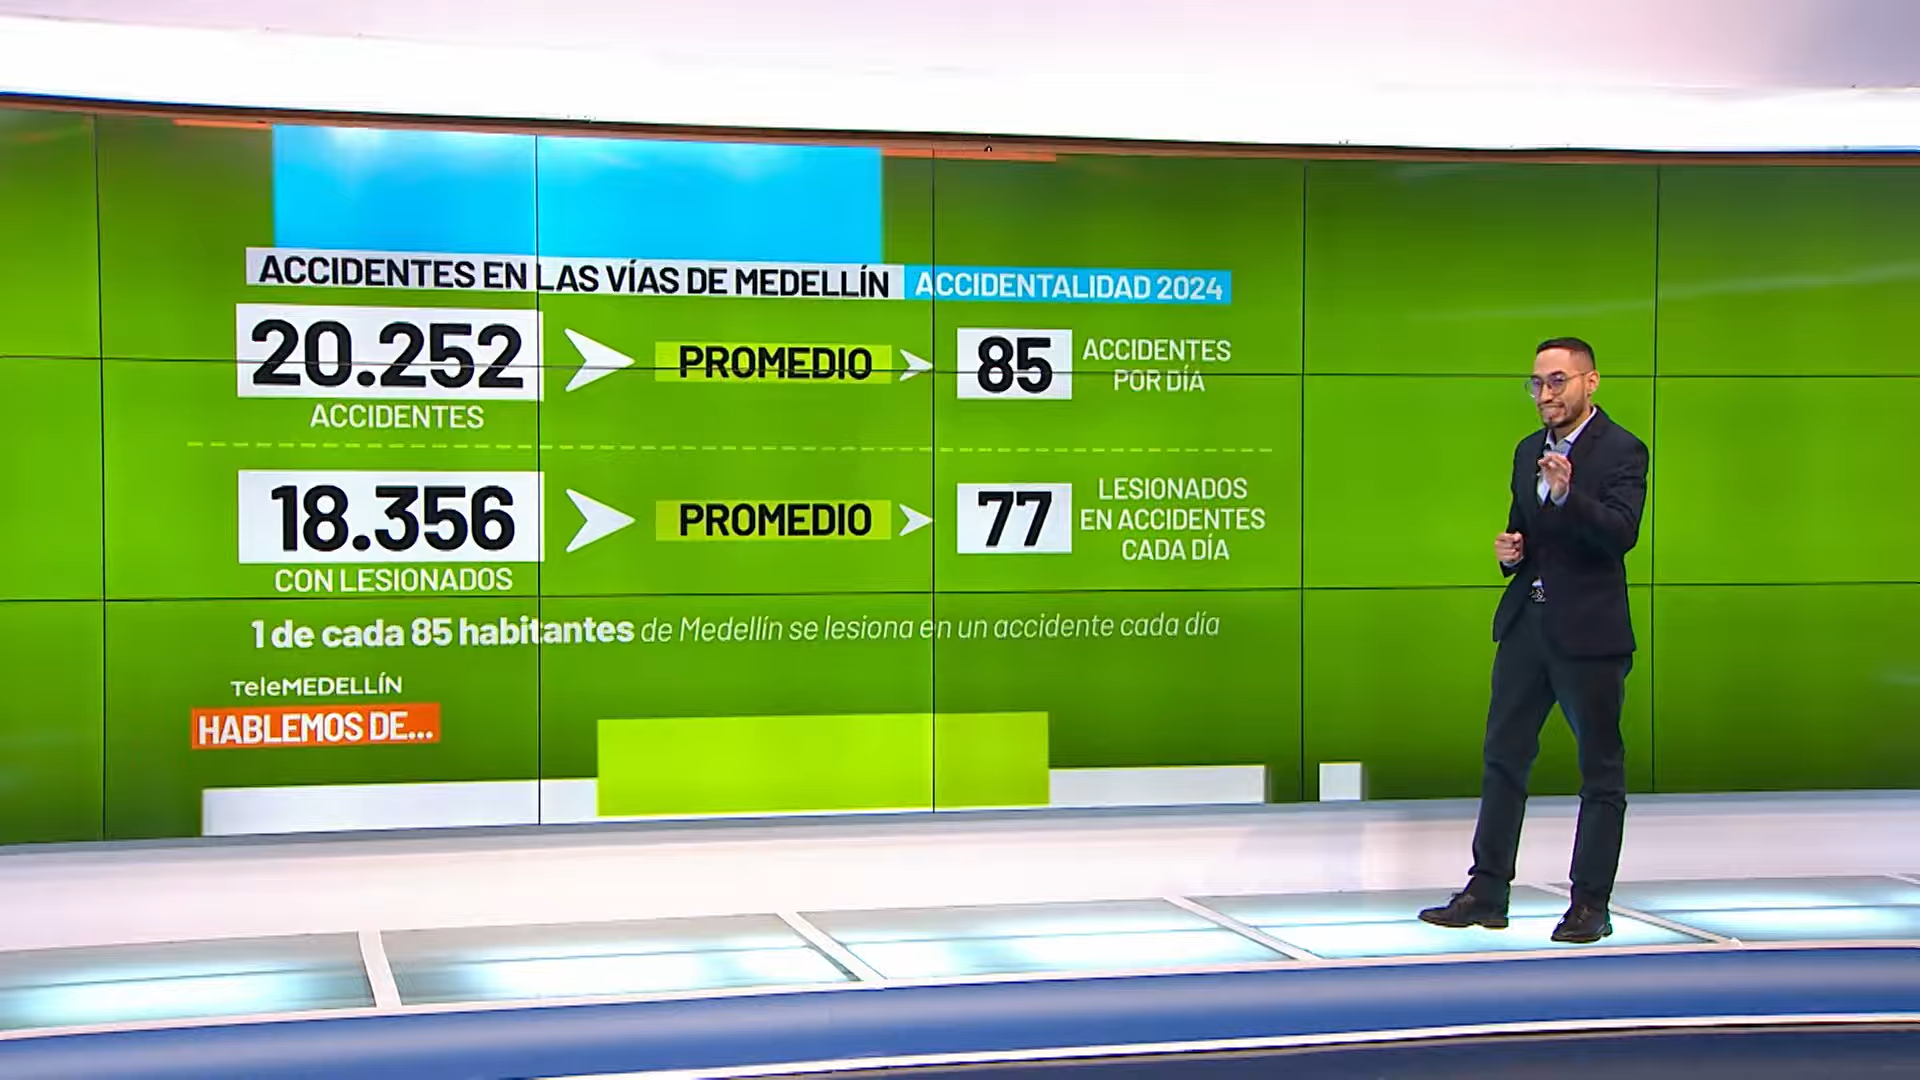 ACCIDENTES EN LAS VÍAS DE MEDELLÍN ACCIDENTALIDAD 2024
20.252
ACCIDENTES
PROMEDIO
85
ACCIDENTES
POR DÍA
18.356
CON LESIONADOS
PROMEDIO
77
LESIONADOS
EN ACCIDENTES
CADA DÍA
1 de cada 85 habitantes de Medellín se lesiona en un accidente cada día
TeleMEDELLÍN
HABLEMOS DE...